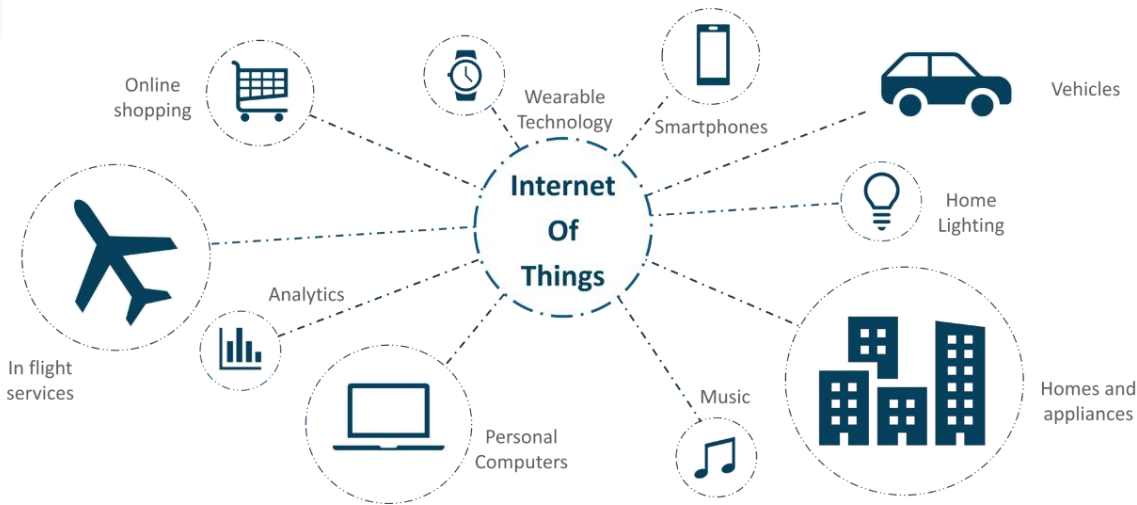 Online
shopping
Wearable
Technology
Smartphones
Vehicles
Internet
Of
Things
Home
Lighting
Analytics
In flight
services
Personal
Computers
Music
Homes and
appliances